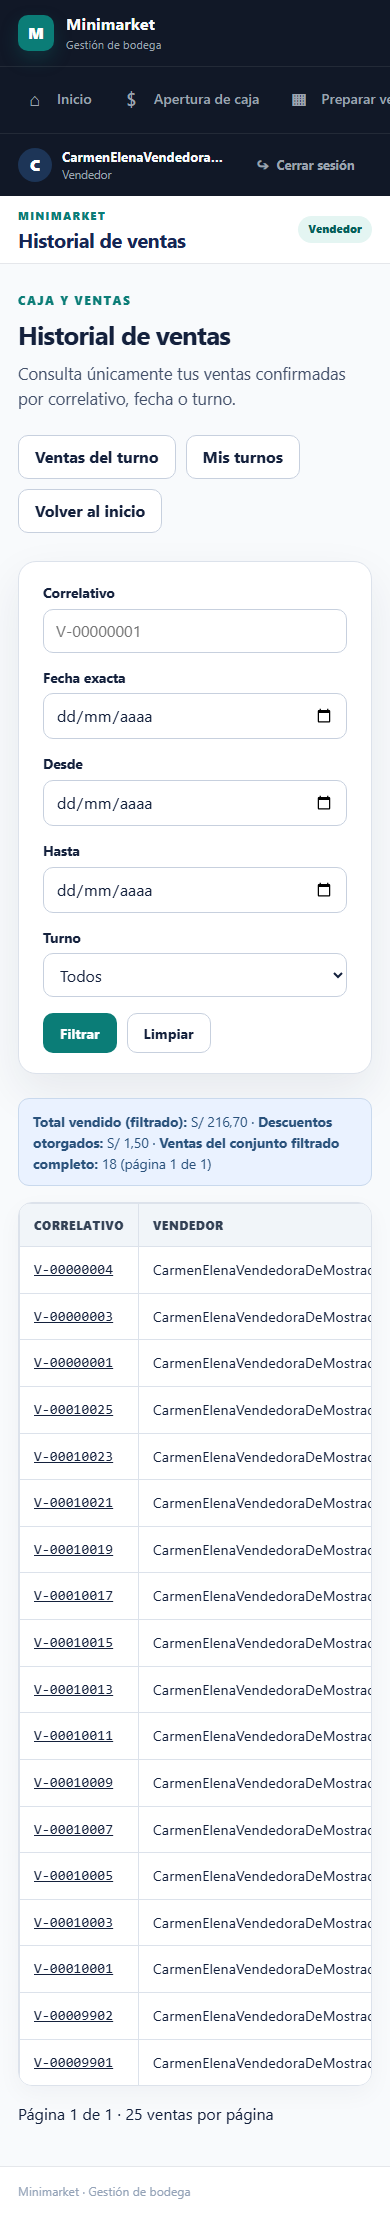 M
Minimarket
Gestión de bodega
Inicio
$ Apertura de caja
Preparar ve
C
CarmenElenaVendedora...
Vendedor
Cerrar sesión
MINIMARKET
Historial de ventas
Vendedor
CAJA Y VENTAS
Historial de ventas
Consulta únicamente tus ventas confirmadas
por correlativo, fecha o turno.
Ventas del turno
Mis turnos
Volver al inicio
Correlativo
V-00000001
Fecha exacta
dd/mm/aaaa
Desde
dd/mm/aaaa
Hasta
dd/mm/aaaa
Turno
Todos
Filtrar
Limpiar
Total vendido (filtrado): S/ 216,70 · Descuentos
otorgados: S/ 1,50 · Ventas del conjunto filtrado
completo: 18 (página 1 de 1)
CORRELATIVO VENDEDOR
V-00000004 CarmenElenaVendedoraDeMostrac
V-00000003 CarmenElenaVendedoraDeMostrac
V-00000001 CarmenElenaVendedoraDeMostrac
V-00010025 CarmenElenaVendedoraDeMostrac
V-00010023 CarmenElenaVendedoraDeMostrac
V-00010021 CarmenElenaVendedoraDeMostrac
V-00010019 CarmenElenaVendedoraDeMostrac
V-00010017 CarmenElenaVendedoraDeMostrac
V-00010015 CarmenElenaVendedoraDeMostrac
V-00010013 CarmenElenaVendedoraDeMostrac
V-00010011 CarmenElenaVendedoraDeMostrac
V-00010009 CarmenElenaVendedoraDeMostrac
V-00010007 CarmenElenaVendedoraDeMostrac
V-00010005 CarmenElenaVendedoraDeMostrac
V-00010003 CarmenElenaVendedoraDeMostrac
V-00010001 CarmenElenaVendedoraDeMostrac
V-00009902 CarmenElenaVendedoraDeMostrac
V-00009901 CarmenElenaVendedoraDeMostrac
Página 1 de 1 · 25 ventas por página
Minimarket · Gestión de bodega